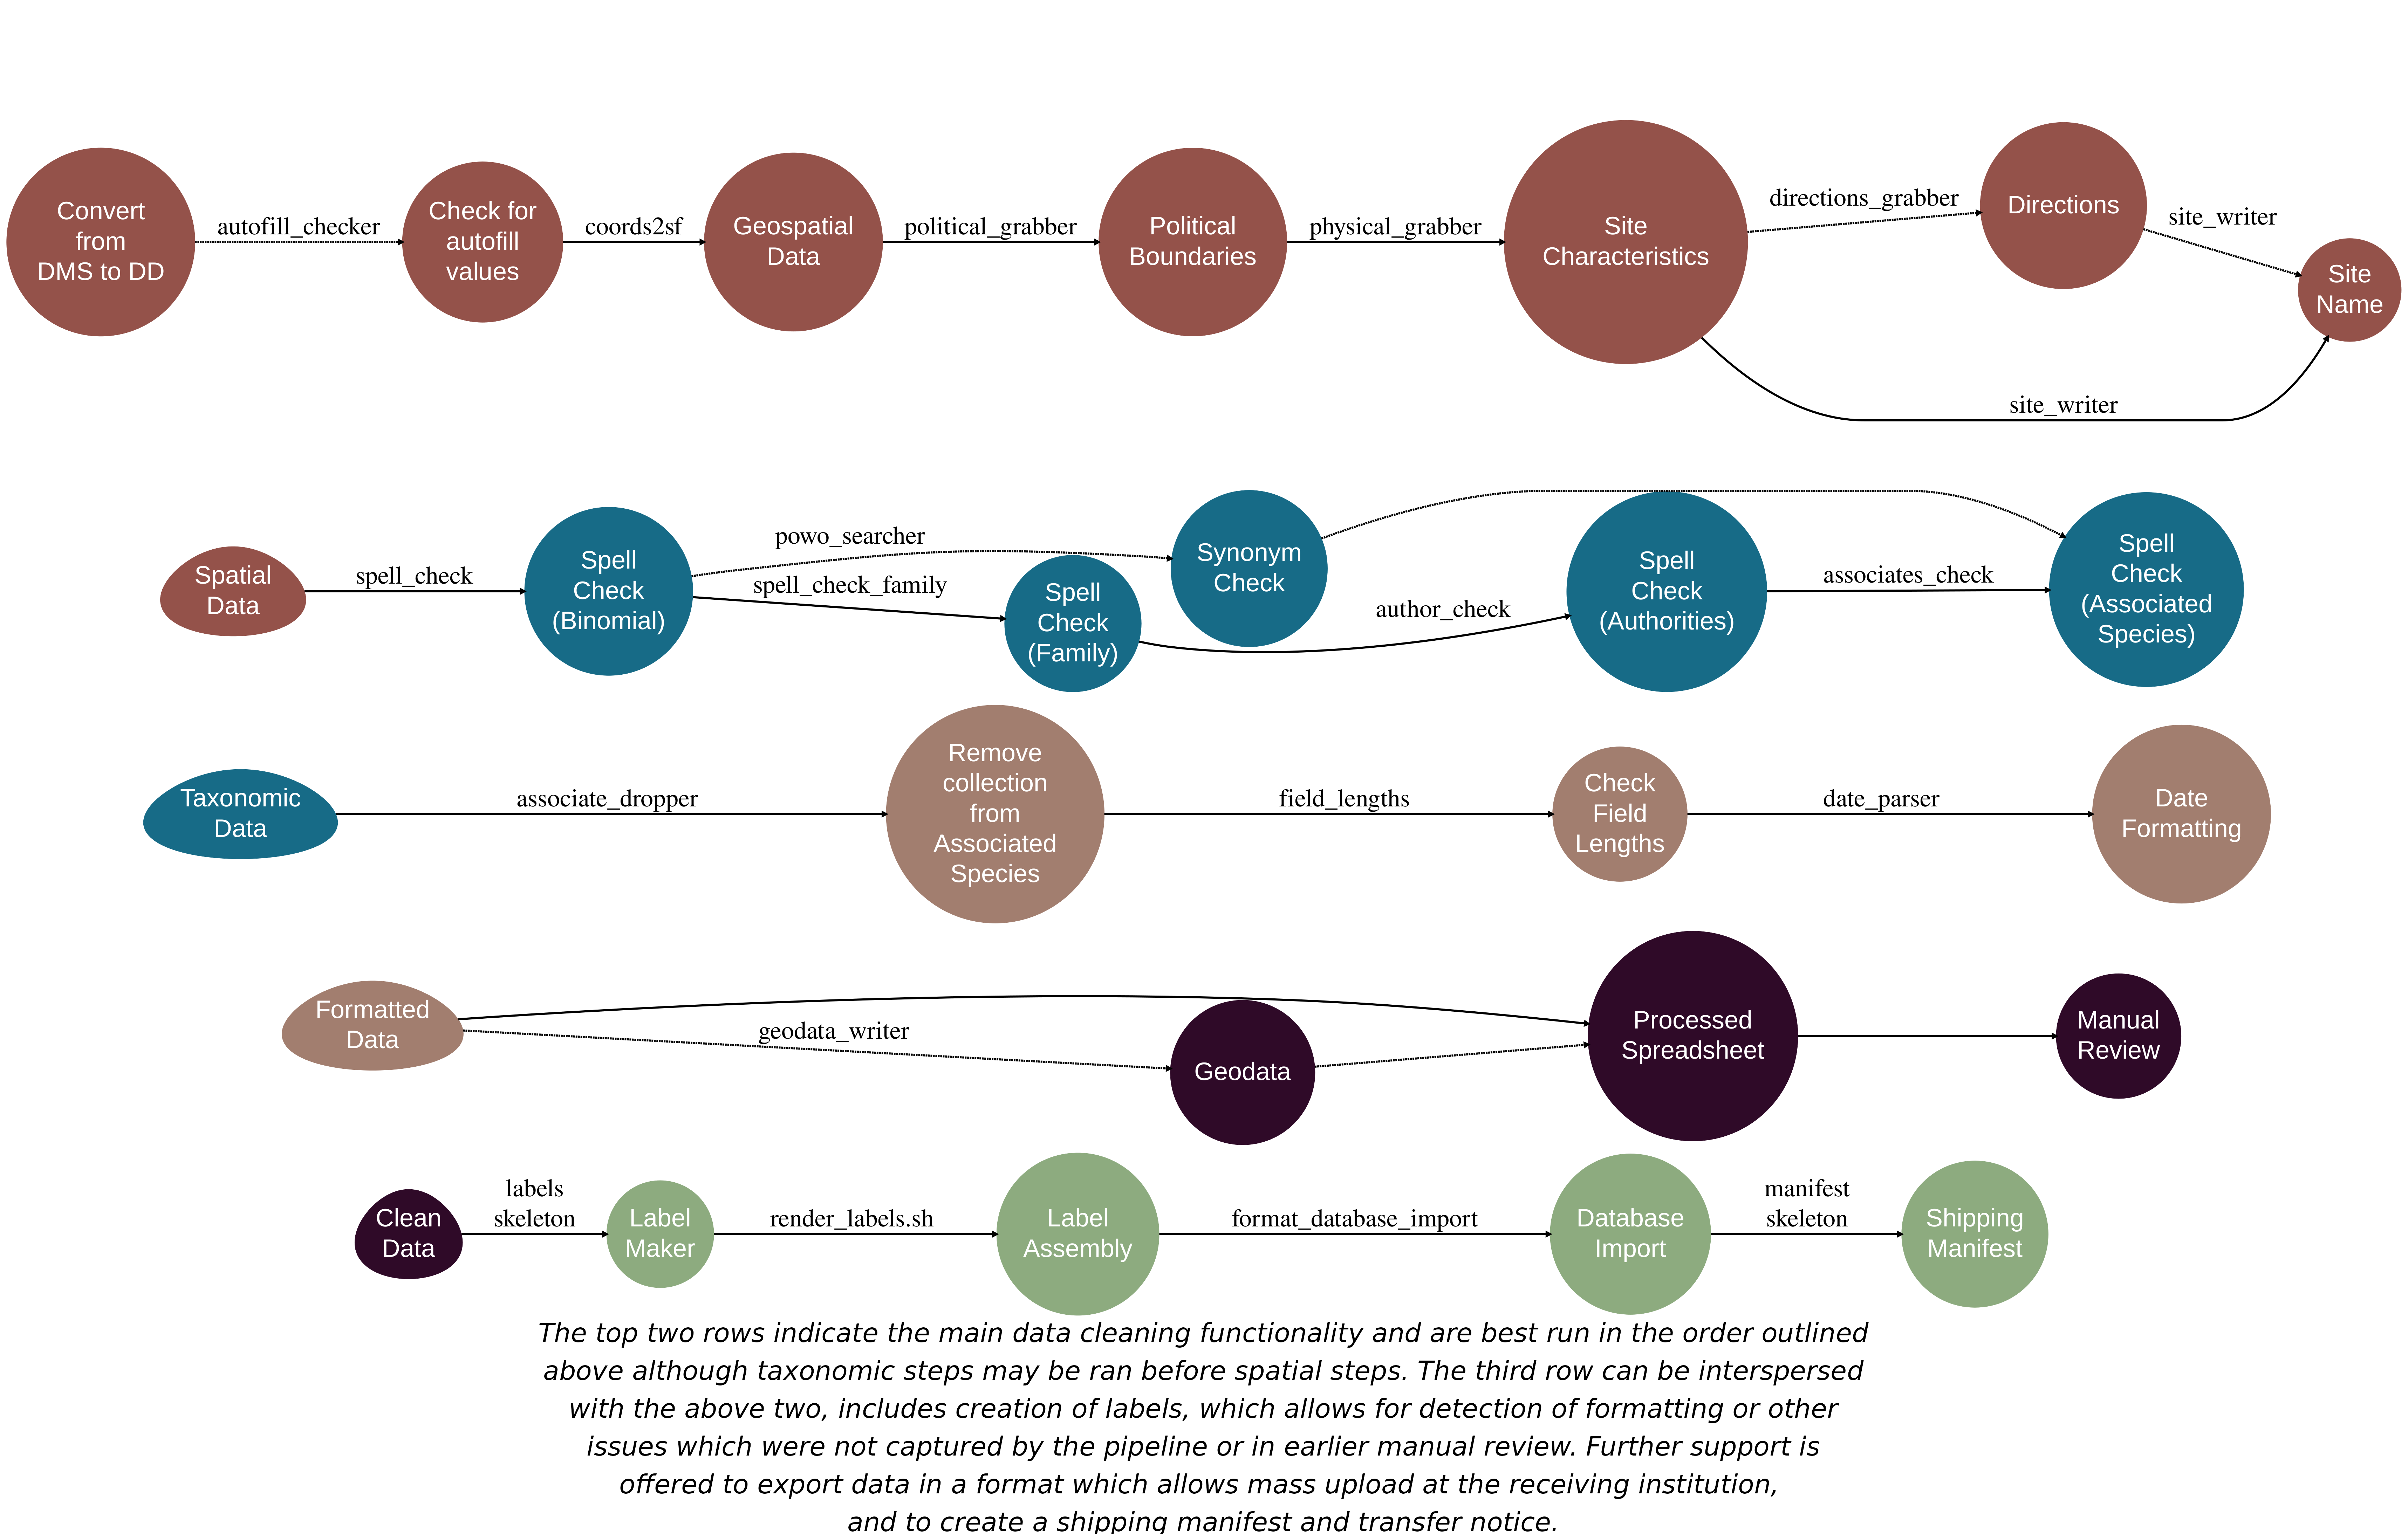 Convert
from
DMS to DD
autofill_checker
Check for
autofill
values
coords2sf
Geospatial
Data
political_grabber
Political
Boundaries
physical_grabber
Site
Characteristics
directions_grabber
Directions
site_writer
Site
Name
site_writer
Spatial
Data
spell_check
Spell
Check
(Binomial)
powo_searcher
spell_check_family
Spell
Check
(Family)
Synonym
Check
author_check
Spell
Check
(Authorities)
associates_check
Spell
Check
(Associated
Species)
Taxonomic
Data
associate_dropper
Remove
collection
from
Associated
Species
field_lengths
Check
Field
Lengths
date_parser
Date
Formatting
Formatted
Data
geodata_writer
Geodata
Processed
Spreadsheet
Manual
Review
Clean
Data
labels
skeleton
Label
Maker
render_labels.sh
Label
Assembly
format_database_import
Database
Import
manifest
skeleton
Shipping
Manifest
The top two rows indicate the main data cleaning functionality and are best run in the order outlined
above although taxonomic steps may be ran before spatial steps. The third row can be interspersed
with the above two, includes creation of labels, which allows for detection of formatting or other
issues which were not captured by the pipeline or in earlier manual review. Further support is
offered to export data in a format which allows mass upload at the receiving institution,
and to create a shipping manifest and transfer notice.